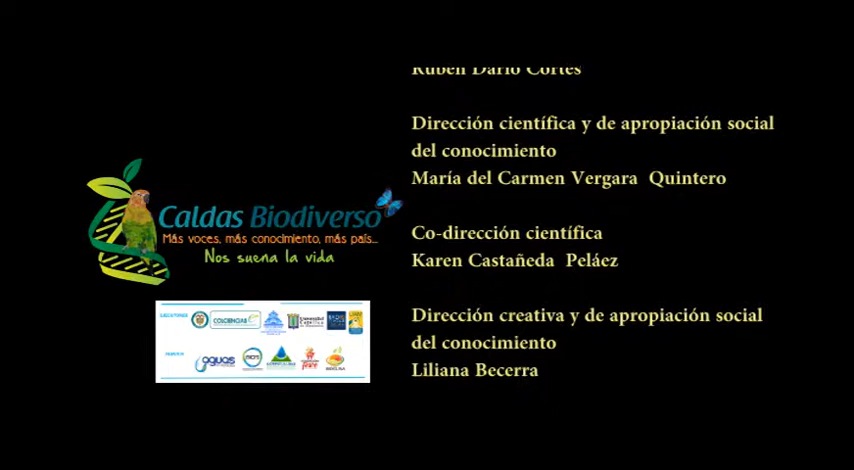 Rubén Darío Cortés
Dirección científica y de apropiación social
del conocimiento
María del Carmen Vergara Quintero
Co-dirección científica
Karen Castañeda Peláez
Dirección creativa y de apropiación social
del conocimiento
Liliana Becerra
Caldas Biodiverso
Más voces, más conocimiento, más país...
Nos suena la vida
COLCIENCIAS
aguas